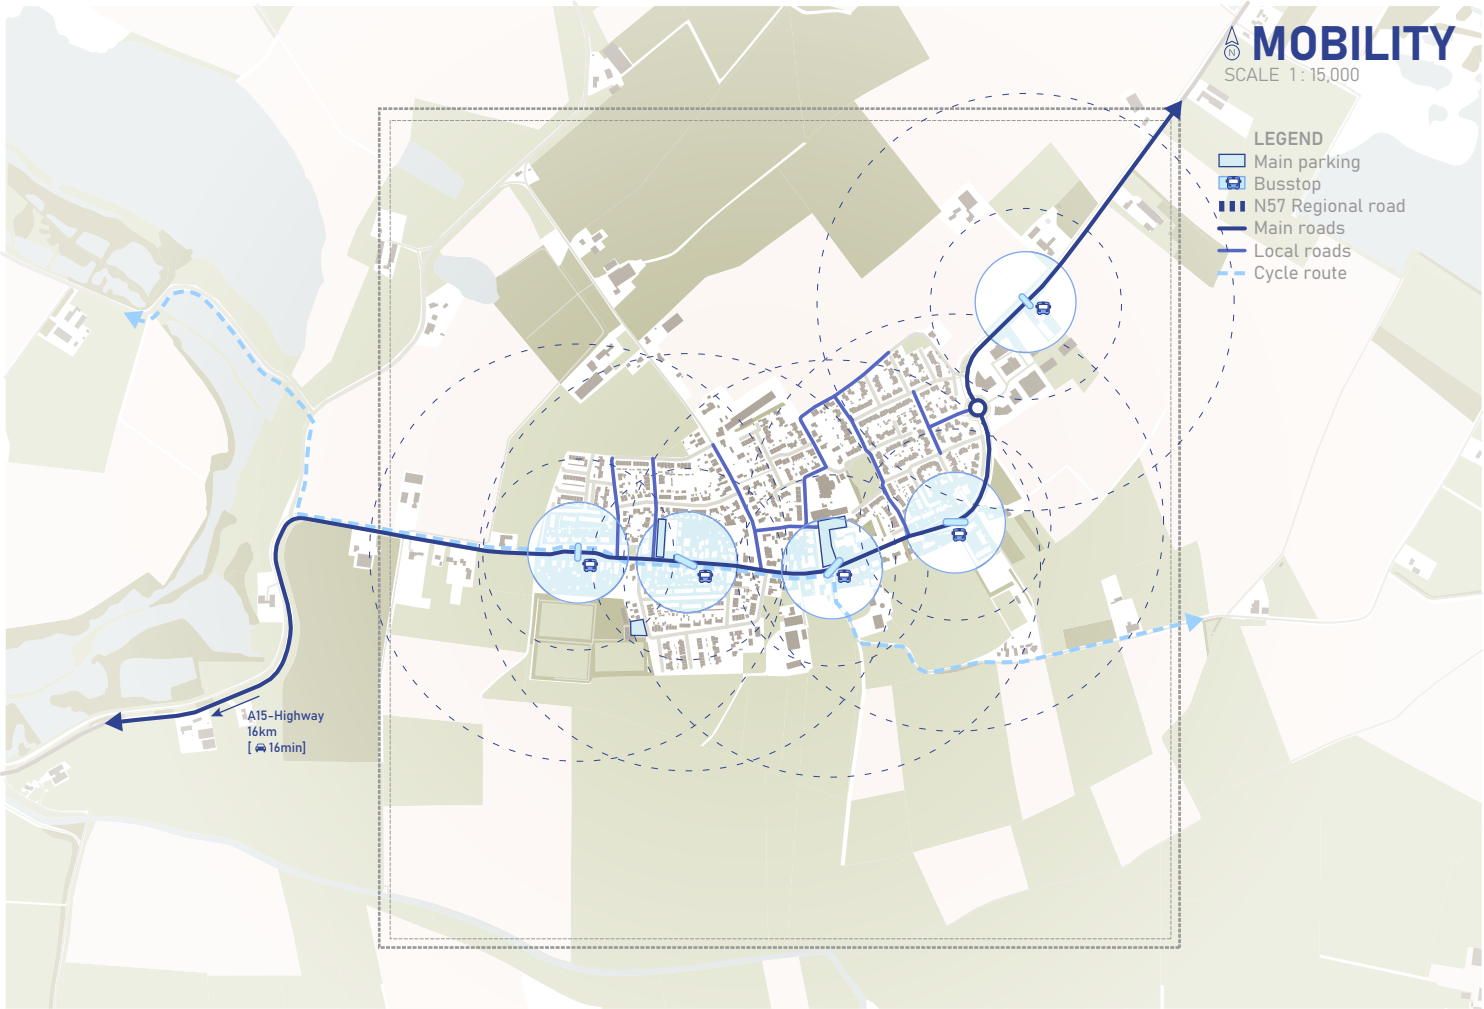 MOBILITY
N
SCALE 1 : 15,000
LEGEND
Main parking
Busstop
N57 Regional road
Main roads
Local roads
Cycle route
A15-Highway
16km
[ 16min]